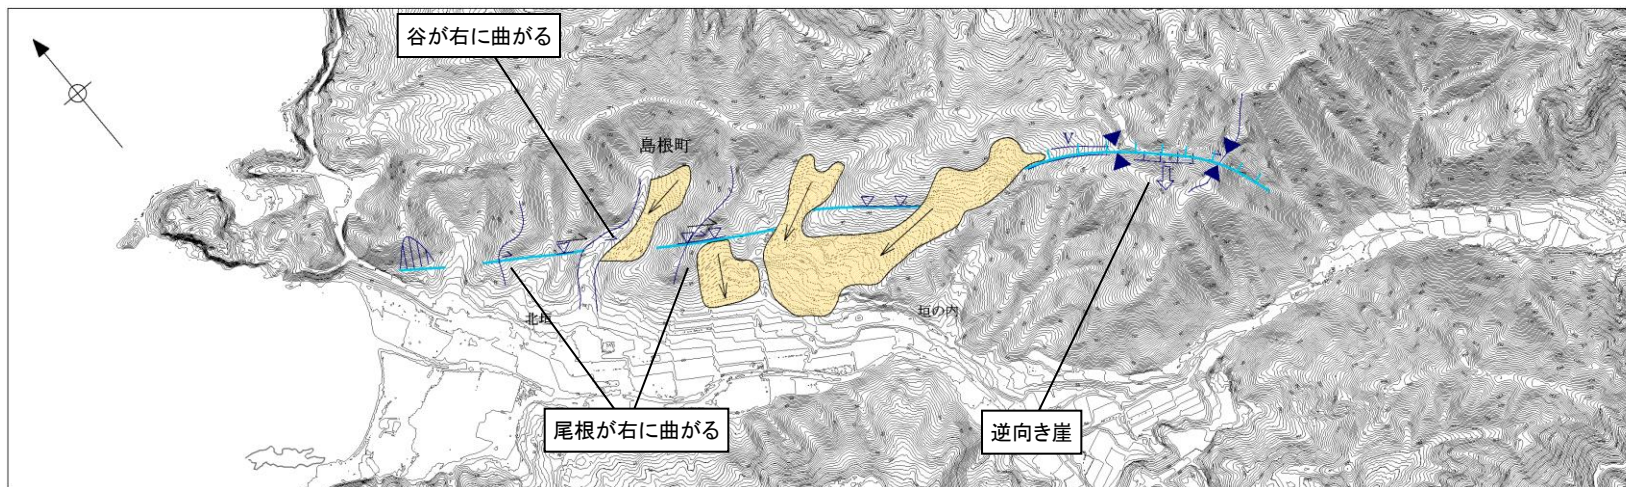 谷が右に曲がる
島根町
V
北垣
垣の内
尾根が右に曲がる
逆向き崖